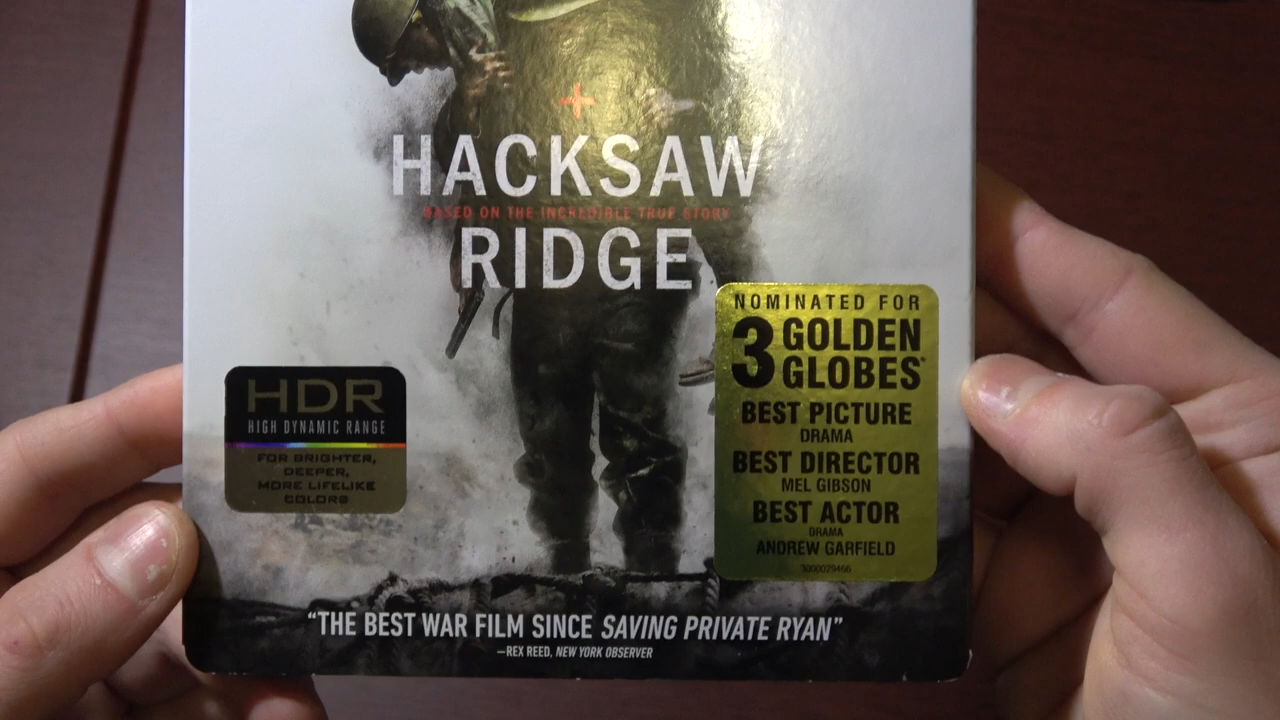 HACKSAW
BASED ON THE INCREDIBLE TRUE STORY
RIDGE
NOMINATED FOR
3 GOLDEN
GLOBES®
BEST PICTURE
DRAMA
BEST DIRECTOR
MEL GIBSON
BEST ACTOR
DRAMA
ANDREW GARFIELD
3000029466
HDR
HIGH DYNAMIC RANGE
FOR BRIGHTER,
DEEPER,
MORE LIFELIKE
COLORS
“THE BEST WAR FILM SINCE SAVING PRIVATE RYAN”
—REX REED, NEW YORK OBSERVER